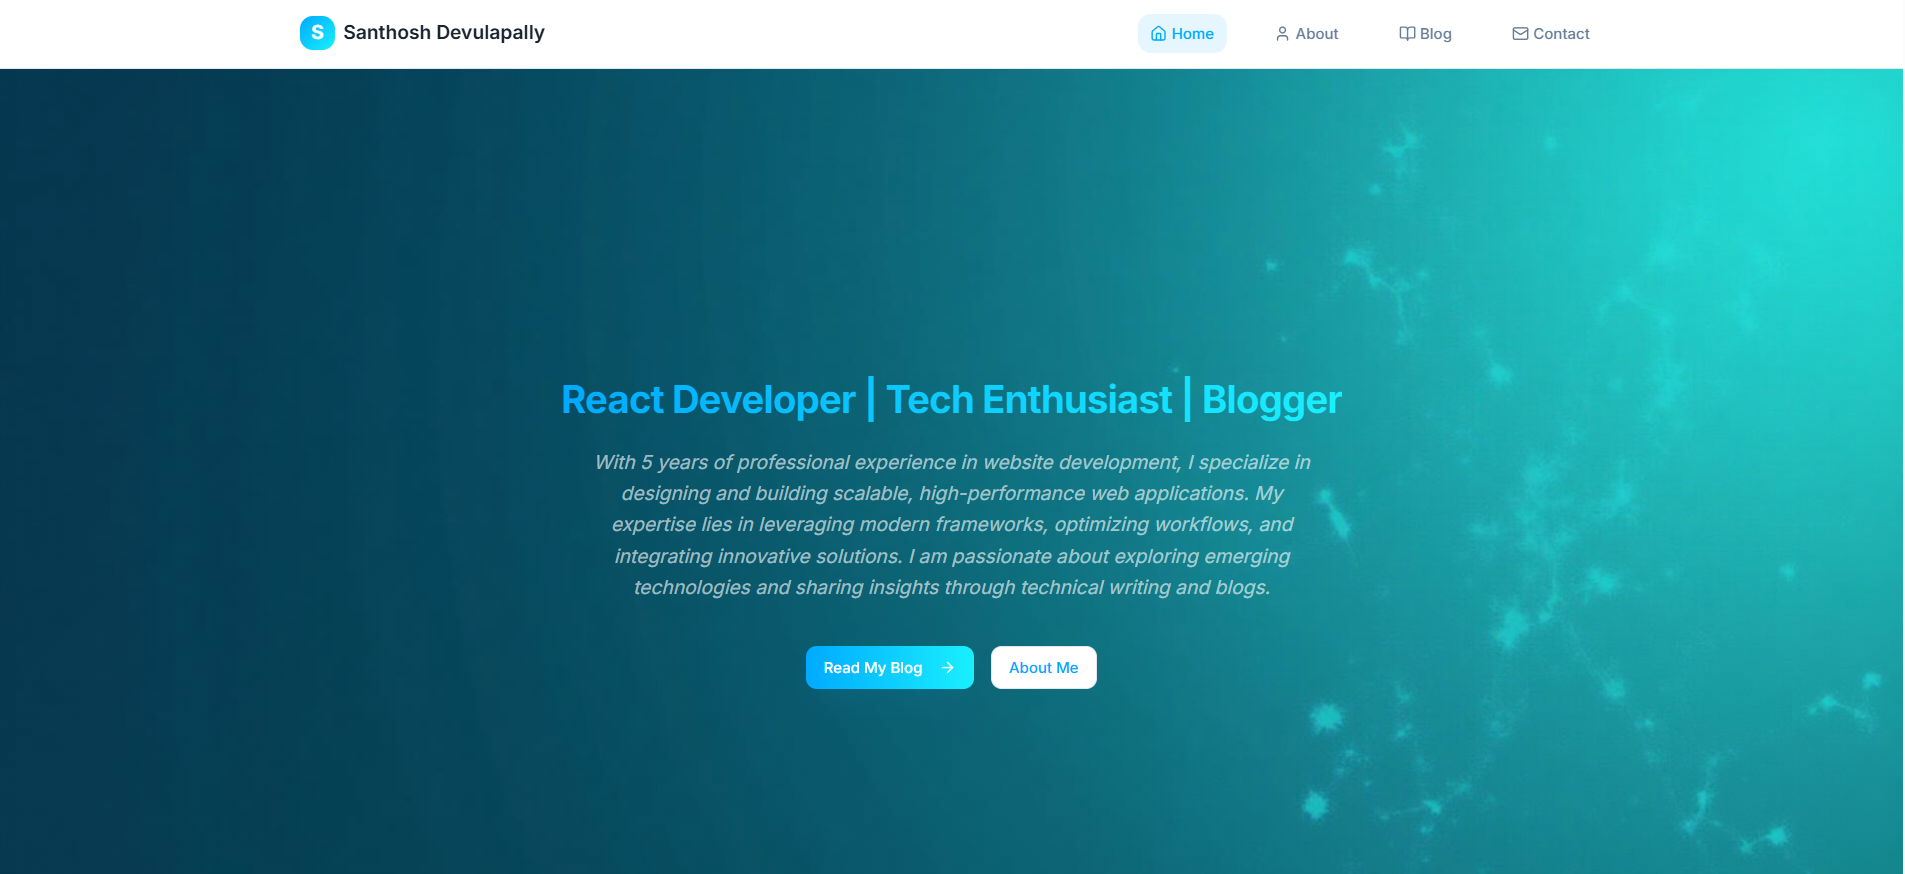 S Santhosh Devulapally
Home About Blog Contact
React Developer | Tech Enthusiast | Blogger
With 5 years of professional experience in website development, I specialize in
designing and building scalable, high-performance web applications. My
expertise lies in leveraging modern frameworks, optimizing workflows, and
integrating innovative solutions. I am passionate about exploring emerging
technologies and sharing insights through technical writing and blogs.
Read My Blog
About Me